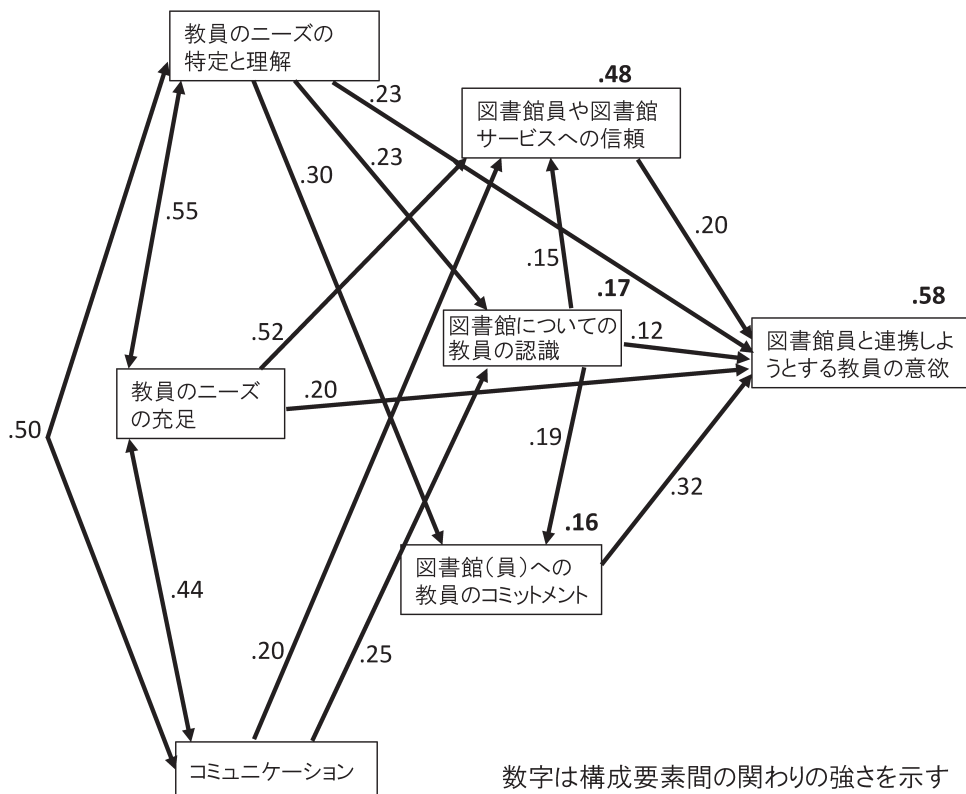 教員のニーズの
特定と理解
.48
.23
図書館員や図書館
サービスへの信頼
.23
.30
.55
.20
.15
.17
.58
図書館についての
教員の認識
.12
図書館員と連携しよ
うとする教員の意欲
.52
教員のニーズ
の充足
.20
.50
.19
.32
.16
図書館(員)への
教員のコミットメント
.44
.20
.25
コミュニケーション
数字は構成要素間の関わりの強さを示す